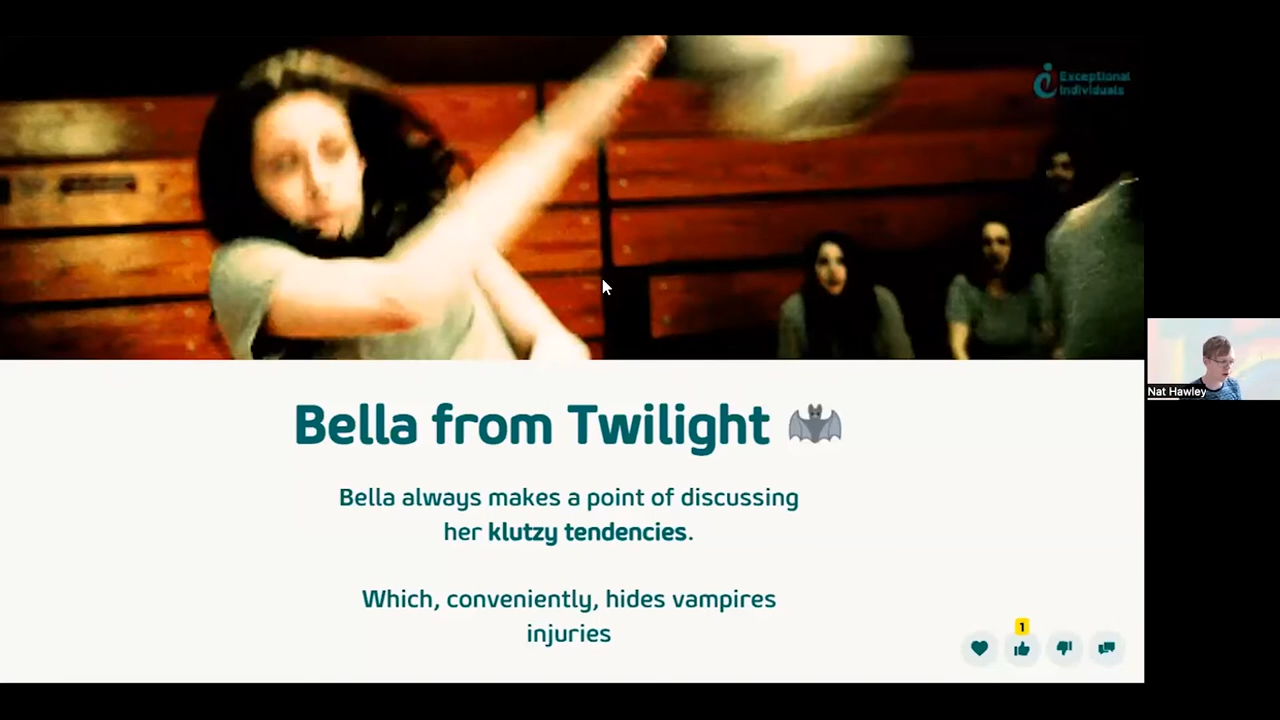 Exceptional
Individuals
Nat Hawley
Bella from Twilight
Bella always makes a point of discussing
her klutzy tendencies.
Which, conveniently, hides vampires
injuries
1